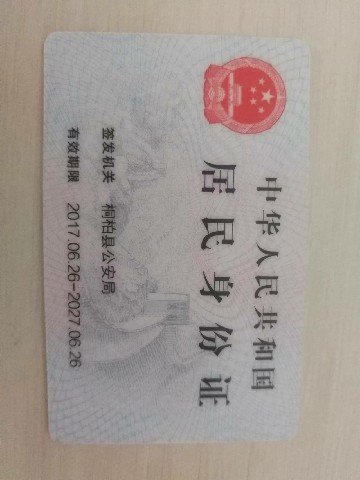 中华人民共和国
居民身份证
签发机关 桐柏县公安局
有效期限 2017.06.26-2027.06.26